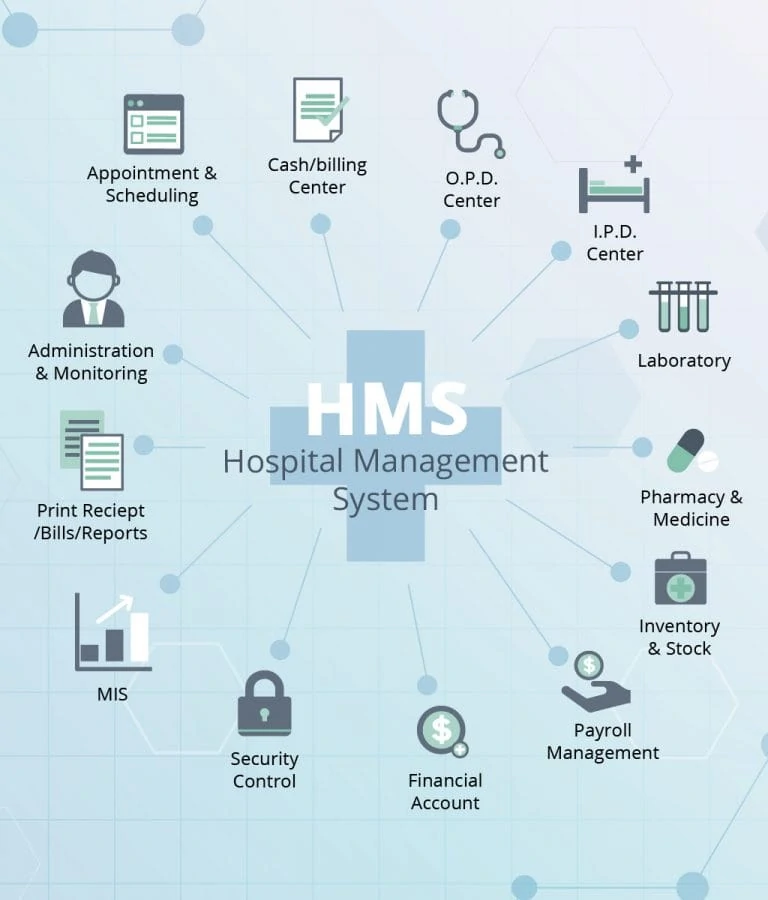 Appointment &
Scheduling
Cash/billing
Center
O.P.D.
Center
I.P.D.
Center
Laboratory
Administration
& Monitoring
HMS
Hospital Management
System
Print Reciept
/Bills/Reports
Pharmacy &
Medicine
Inventory
& Stock
MIS
Security
Control
Financial
Account
Payroll
Management
$
$